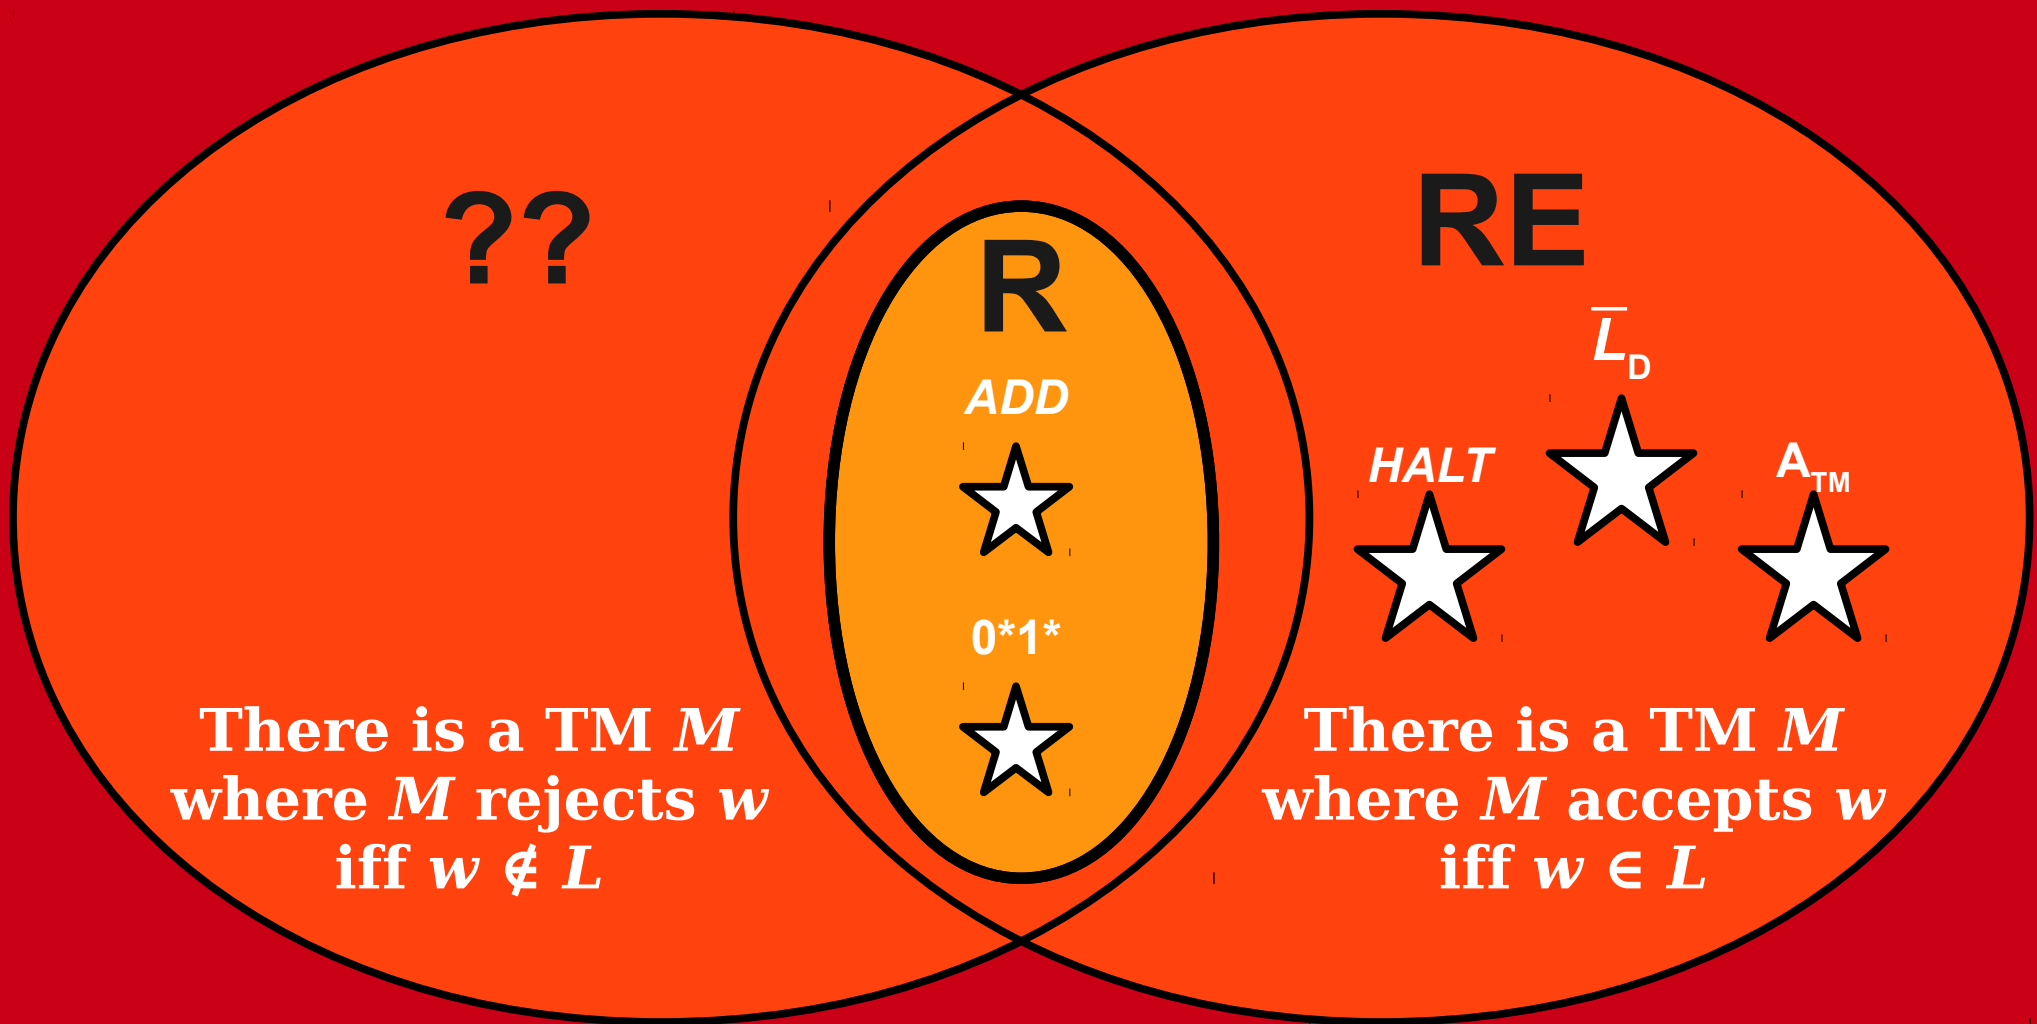 ??
There is a TM M
where M rejects w
iff w ∉ L
R
ADD
0*1*
RE
L̅D
HALT
ATM
There is a TM M
where M accepts w
iff w ∈ L